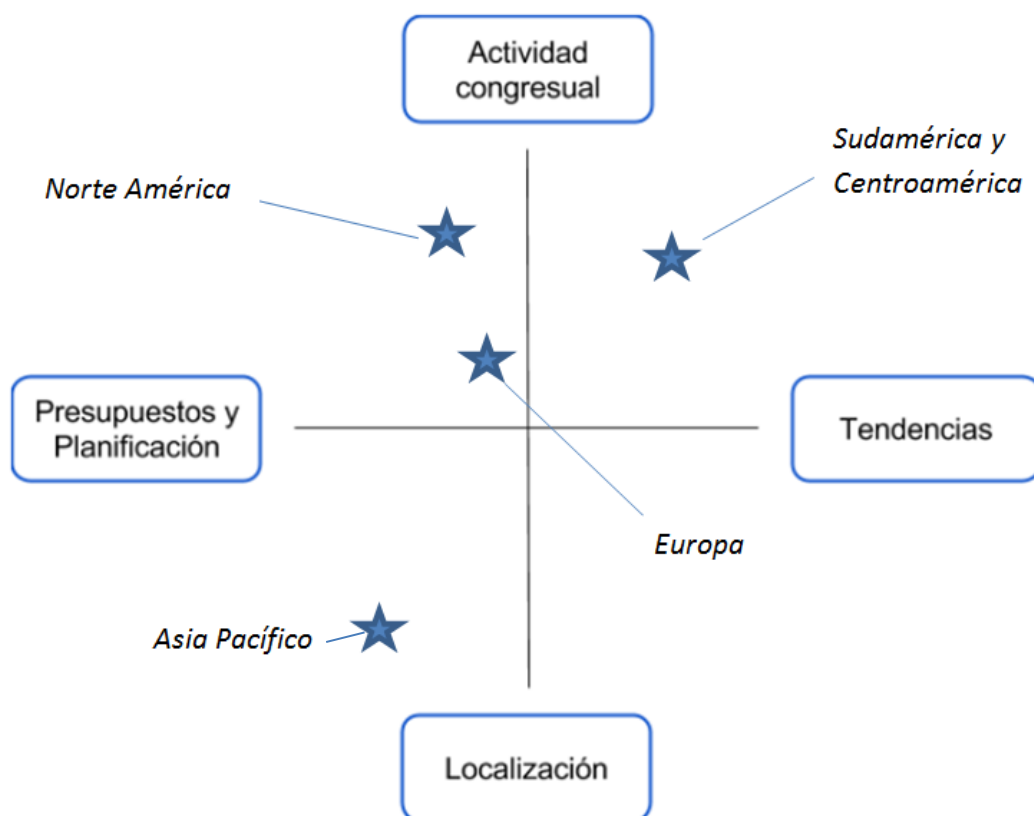 Actividad
congresual
Sudamérica y
Centroamérica
Norte América
Presupuestos y
Planificación
Tendencias
Europa
Asia Pacífico
Localización